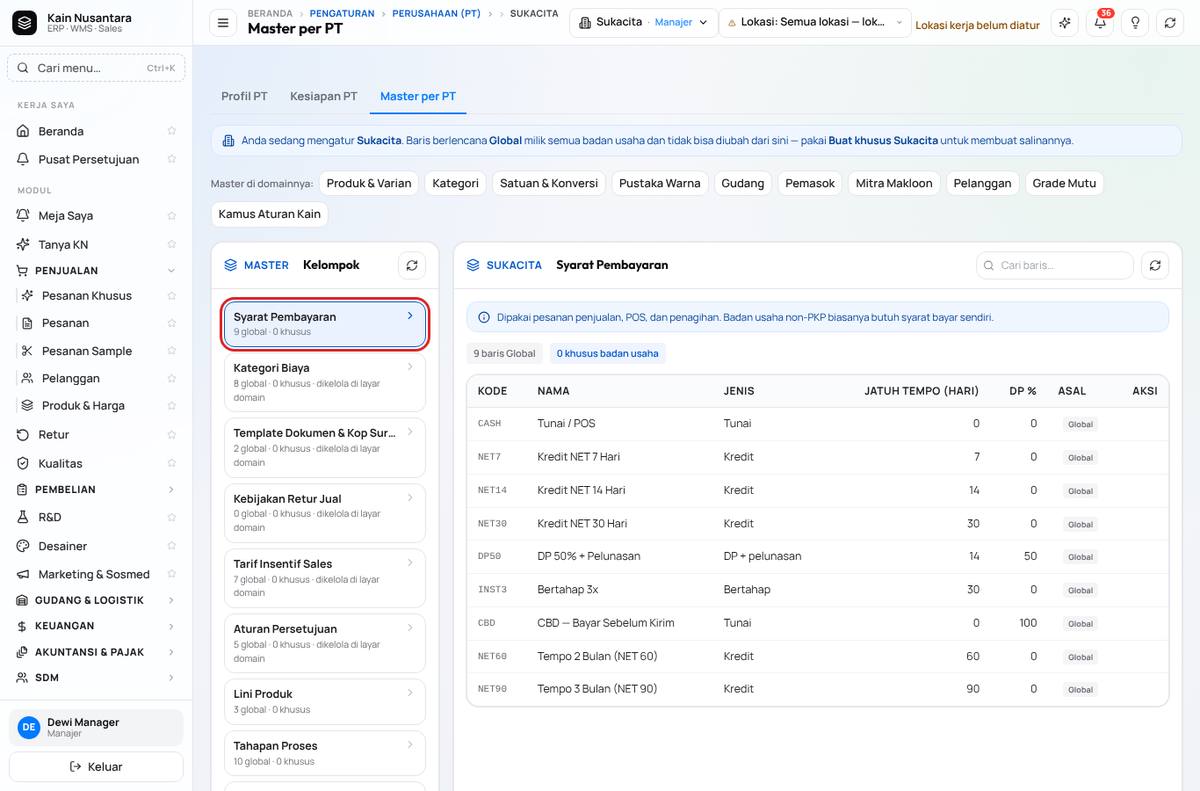 Kain Nusantara
ERP · WMS · Sales
Cari menu... Ctrl+K
KERJA SAYA
Beranda
Pusat Persetujuan
MODUL
Meja Saya
Tanya KN
PENJUALAN
Pesanan Khusus
Pesanan
Pesanan Sample
Pelanggan
Produk & Harga
Retur
Kualitas
PEMBELIAN
R&D
Desainer
Marketing & Sosmed
GUDANG & LOGISTIK
KEUANGAN
AKUNTANSI & PAJAK
SDM
DE Dewi Manager
Manajer
Keluar
BERANDA > PENGATURAN > PERUSAHAAN (PT) > > SUKACITA
Master per PT
Sukacita · Manajer
Lokasi: Semua lokasi — lok...
Lokasi kerja belum diatur
36
Profil PT Kesiapan PT Master per PT
Anda sedang mengatur Sukacita. Baris berlencana Global milik semua badan usaha dan tidak bisa diubah dari sini — pakai Buat khusus Sukacita untuk membuat salinannya.
Master di domainnya: Produk & Varian Kategori Satuan & Konversi Pustaka Warna Gudang Pemasok Mitra Makloon Pelanggan Grade Mutu
Kamus Aturan Kain
MASTER Kelompok
Syarat Pembayaran
9 global · 0 khusus
Kategori Biaya
8 global · 0 khusus · dikelola di layar
domain
Template Dokumen & Kop Sur...
2 global · 0 khusus · dikelola di layar
domain
Kebijakan Retur Jual
0 global · 0 khusus · dikelola di layar
domain
Tarif Insentif Sales
7 global · 0 khusus · dikelola di layar
domain
Aturan Persetujuan
5 global · 0 khusus · dikelola di layar
domain
Lini Produk
3 global · 0 khusus
Tahapan Proses
10 global · 0 khusus
SUKACITA Syarat Pembayaran
Cari baris...
Dipakai pesanan penjualan, POS, dan penagihan. Badan usaha non-PKP biasanya butuh syarat bayar sendiri.
9 baris Global 0 khusus badan usaha
KODE NAMA JENIS JATUH TEMPO (HARI) DP % ASAL AKSI
CASH Tunai / POS Tunai 0 0 Global
NET7 Kredit NET 7 Hari Kredit 7 0 Global
NET14 Kredit NET 14 Hari Kredit 14 0 Global
NET30 Kredit NET 30 Hari Kredit 30 0 Global
DP50 DP 50% + Pelunasan DP + pelunasan 14 50 Global
INST3 Bertahap 3x Bertahap 30 0 Global
CBD CBD — Bayar Sebelum Kirim Tunai 0 100 Global
NET60 Tempo 2 Bulan (NET 60) Kredit 60 0 Global
NET90 Tempo 3 Bulan (NET 90) Kredit 90 0 Global